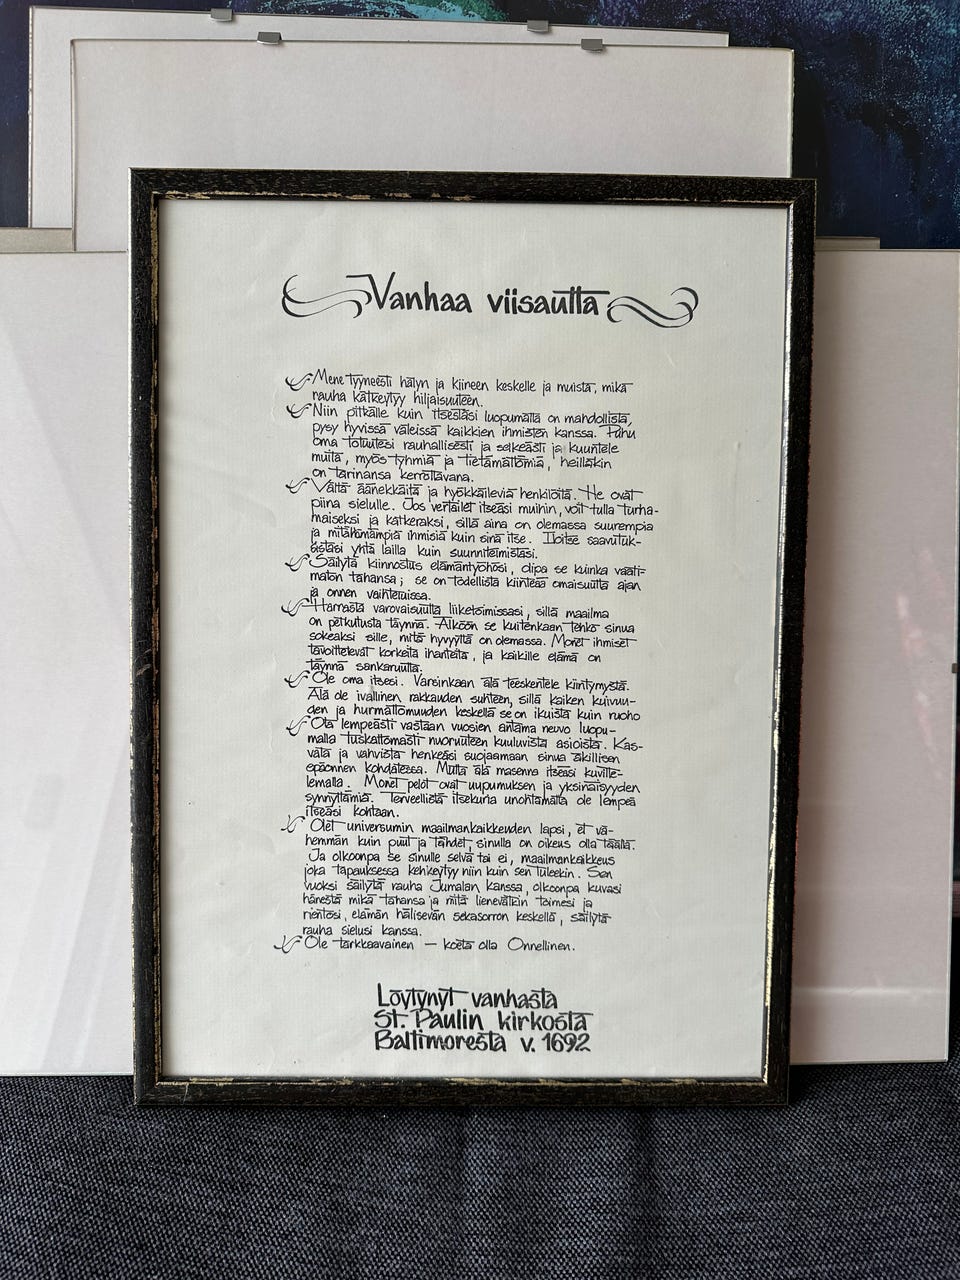 Vanhaa viisautta
Mene tyyneesti hälyn ja kiireen keskelle ja muista, mikä
rauha kätkeytyy hiljaisuuteen.
Niin pitkälle kuin itsestäsi luopumatta on mahdollista,
pysy hyvissä väleissä kaikkien ihmisten kanssa. Puhu
oma totuutesi rauhallisesti ja selkeästi ja kuuntele
muita, myös tyhmiä ja tietämättömiä, heilläkin
on tarinansa kerrottavana.
Vältä äänekkäitä ja hyökkäileviä henkilöitä. He ovat
piina sielulle. Jos vertailet itseäsi muihin, voit tulla turha-
maiseksi ja katkeraksi, sillä aina on olemassa suurempia
ja mitättömämpiä ihmisiä kuin sinä itse. Iloitse saavutuk-
sistasi yhtä lailla kuin suunnitelmistasi.
Säilytä kiinnostus elämäntyöhösi, olipa se kuinka vaati-
maton tahansa; se on todellista kiinteää omaisuutta ajan
ja onnen vaihteluissa.
Harrasta varovaisuutta liiketoimissasi, sillä maailma
on petkutusta täynnä. Älköön se kuitenkaan tehkö sinua
sokeaksi sille, mitä hyvyyttä on olemassa. Monet ihmiset
tavoittelevat korkeita ihanteita, ja kaikille elämä on
täynnä sankaruutta.
Ole oma itsesi. Varsinkaan älä teeskentele kiintymystä.
Älä ole ivallinen rakkauden suhteen, sillä kaiken kuivuu-
den ja hurmattomuuden keskellä se on ikuista kuin ruoho
Ota lempeästi vastaan vuosien antama neuvo luopu-
malla tuskattomasti nuoruuteen kuuluvista asioista. Kas-
vata ja vahvista henkeäsi suojaamaan sinua äkillisen
epäonnen kohdatessa. Mutta älä masenna itseäsi kuvitte-
lemalla. Monet pelot ovat uupumuksen ja yksinäisyyden
synnyttämiä. Terveellistä itsekuria unohtamatta ole lempeä
itseäsi kohtaan.
Olet universumin maailmankaikkeuden lapsi, et vä-
hemmän kuin puut ja tähdet; sinulla on oikeus olla täällä.
Ja olkoonpa se sinulle selvä tai ei, maailmankaikkeus
joka tapauksessa kehkeytyy niin kuin sen tuleekin. Sen
vuoksi säilytä rauha Jumalan kanssa, olkoonpa kuvasi
hänestä mikä tahansa ja mitä lienevätkin toimesi ja
rientosi, elämän hälisevän sekasorron keskellä, säilytä
rauha sielusi kanssa.
Ole tarkkaavainen — koeta olla Onnellinen.
Löytynyt vanhasta
St. Paulin kirkosta
Baltimoresta v. 1692